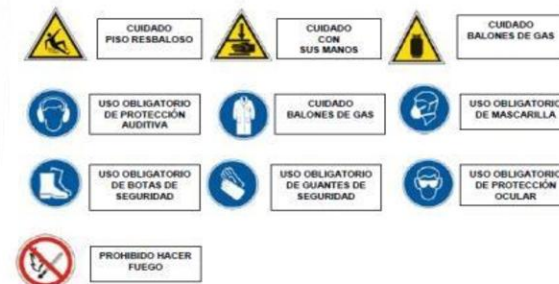 CUIDADO
PISO RESBALOSO
CUIDADO
CON
SUS MANOS
CUIDADO
BALONES DE GAS
USO OBLIGATORIO
DE PROTECCIÓN
AUDITIVA
CUIDADO
BALONES DE GAS
USO OBLIGATORIO
DE MASCARILLA
USO OBLIGATORIO
DE BOTAS DE
SEGURIDAD
USO OBLIGATORIO
DE GUANTES DE
SEGURIDAD
USO OBLIGATORIO
DE PROTECCIÓN
OCULAR
PROHIBIDO HACER
FUEGO